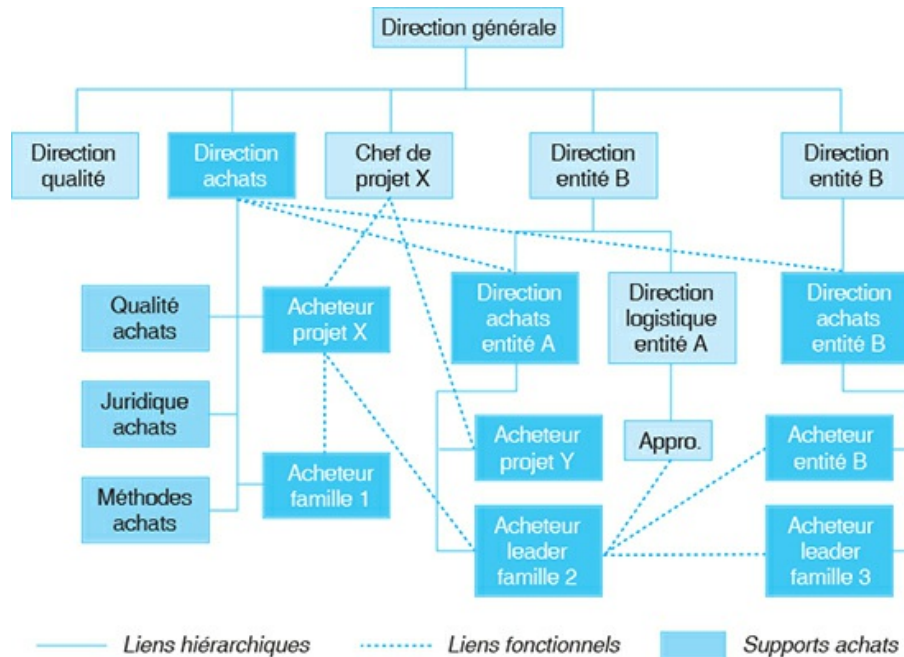 Direction générale
Direction
qualité
Direction
achats
Chef de
projet X
Direction
entité B
Direction
entité B
Qualité
achats
Acheteur
projet X
Direction
achats
entité A
Direction
logistique
entité A
Direction
achats
entité B
Juridique
achats
Acheteur
projet Y
Appro.
Acheteur
entité B
Méthodes
achats
Acheteur
famille 1
Acheteur
leader
famille 2
Acheteur
leader
famille 3
Liens hiérarchiques
Liens fonctionnels
Supports achats